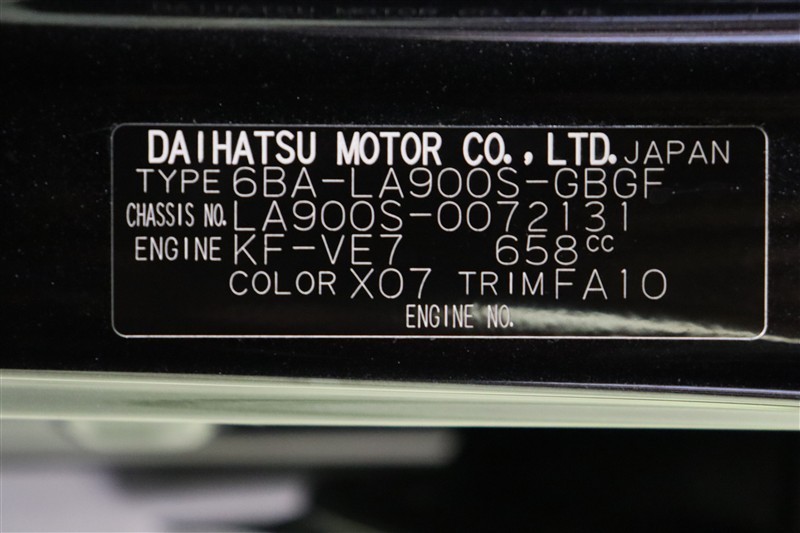 DAIHATSU MOTOR CO., LTD. JAPAN
TYPE 6BA-LA900S-GBGF
CHASSIS NO. LA900S-0072131
ENGINE KF-VE7 658cc
COLOR X07 TRIM FA10
ENGINE NO.